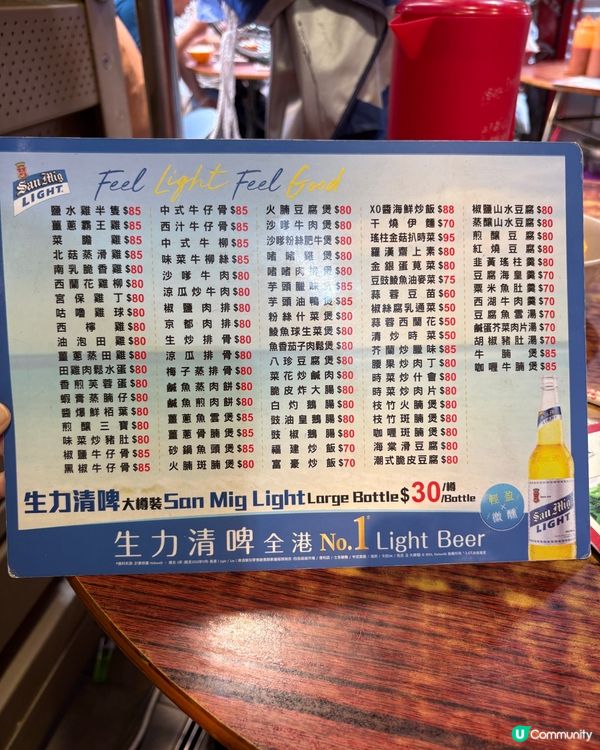 San Mig
LIGHT
Feel Light Feel Good
鹽水雞半隻$85
薑蔥霸王雞$85
菜膽雞$85
北菇蒸滑雞$85
南乳脆香雞$80
西蘭花雞柳$80
宮保雞丁$80
咕嚕雞球$80
西檸雞$80
油泡田雞$80
薑蔥蒸田雞$80
田雞肉鬆水蛋$80
香煎芙蓉蛋$80
蝦膏蒸腩仔$80
醬爆鮮栢葉$80
煎釀三寶$80
味菜炒豬肚$80
椒鹽牛仔骨$85
黑椒牛仔骨$85
中式牛仔骨$85
西汁牛仔骨$85
中式牛柳$85
味菜牛柳絲$85
沙嗲牛肉$80
涼瓜炒牛肉$80
椒鹽肉排$80
京都肉排$80
生炒排骨$80
涼瓜排骨$80
梅子蒸排骨$80
鹹魚蒸肉餅$80
鹹魚煎肉餅$80
薑蔥魚雲煲$85
薑蔥骨腩煲$80
砂鍋魚頭煲$80
火腩斑腩煲$80
火腩豆腐煲$80
沙嗲牛肉煲$80
沙嗲粉絲肥牛煲$80
啫啫雞煲$80
啫啫肉排煲$80
芋頭臘味煲
芋頭油鴨煲$85
粉絲什菜煲$80
鯪魚球生菜煲$80
魚香茄子肉鬆煲$80
八珍豆腐煲$80
菜花炒鹹肉$80
脆皮炸大腸$80
白灼鵝腸$80
豉油皇鵝腸$80
豉椒鵝腸$80
福建炒飯$70
富豪炒飯$70
XO醬海鮮炒飯$88
干燒伊麵$70
瑤柱金菇扒時菜$95
羅漢齋上素$80
金銀蛋莧菜$80
豆豉鯪魚油麥菜$75
蒜蓉豆苗$60
椒絲腐乳通菜$50
蒜蓉西蘭花$50
清炒時菜$50
芥蘭炒臘味$85
腰果炒肉丁$80
時菜炒什會$80
時菜炒肉片$80
枝竹火腩煲$80
枝竹斑腩煲$80
咖喱斑腩煲$80
海棠滑豆腐$80
潮式脆皮豆腐$80
椒鹽山水豆腐$80
蒸釀山水豆腐$80
煎釀豆腐$80
紅燒豆腐$80
韭黃瑤柱羹$80
豆腐海皇羹$70
粟米魚肚羹$70
西湖牛肉羹$70
豆腐魚雲湯$70
鹹蛋芥菜肉片湯$70
胡椒豬肚湯$70
牛腩煲$85
咖喱牛腩煲$85
生力清啤大樽裝San Mig Light Large Bottle$30/樽/Bottle
輕盈
×
微醺
San Mig
LIGHT
生力清啤全港No.1 Light Beer
U Community